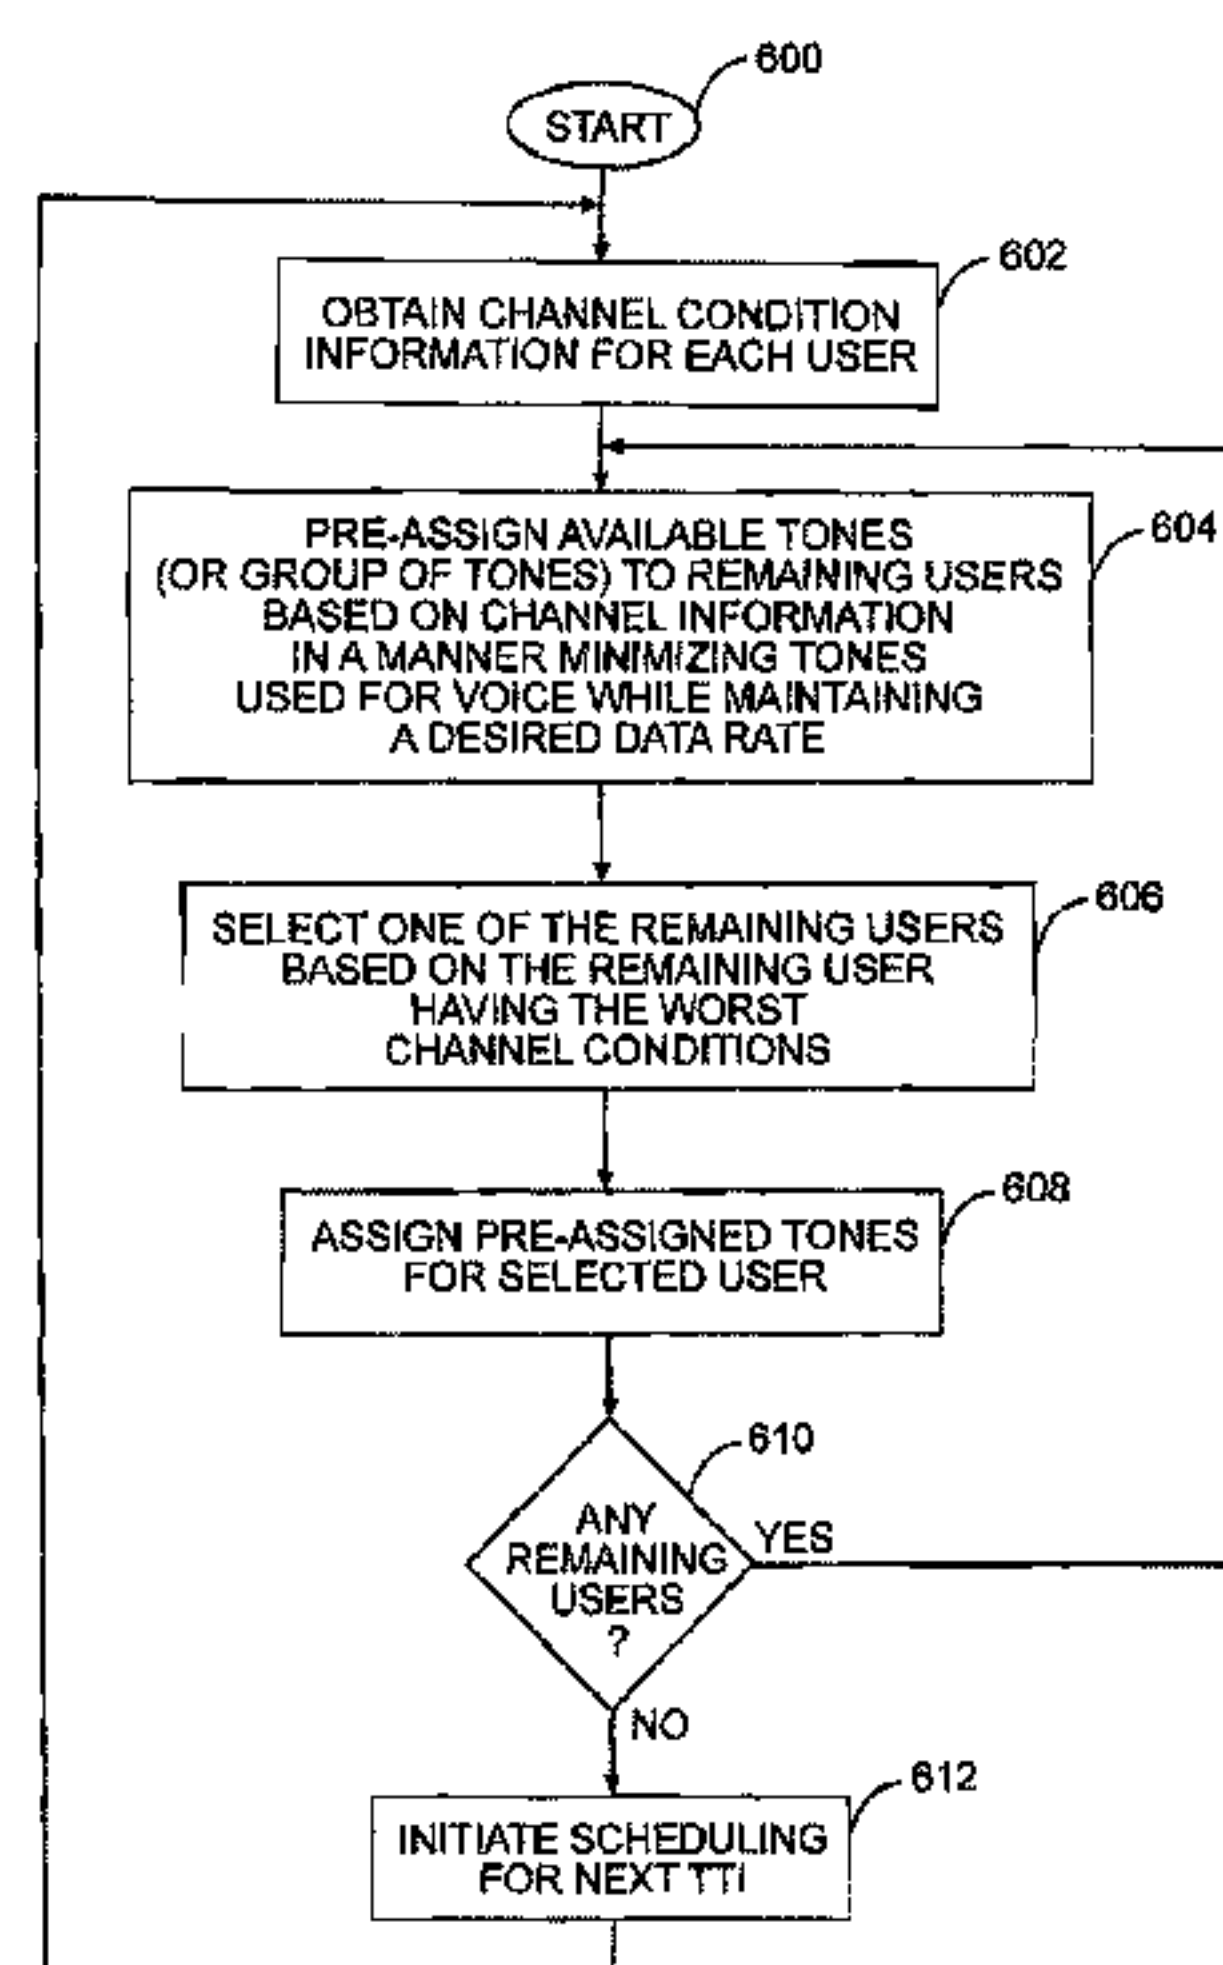 600
START
602
OBTAIN CHANNEL CONDITION
INFORMATION FOR EACH USER
604
PRE-ASSIGN AVAILABLE TONES
(OR GROUP OF TONES) TO REMAINING USERS
BASED ON CHANNEL INFORMATION
IN A MANNER MINIMIZING TONES
USED FOR VOICE WHILE MAINTAINING
A DESIRED DATA RATE
606
SELECT ONE OF THE REMAINING USERS
BASED ON THE REMAINING USER
HAVING THE WORST
CHANNEL CONDITIONS
608
ASSIGN PRE-ASSIGNED TONES
FOR SELECTED USER
610
ANY
REMAINING
USERS
?
YES
NO
612
INITIATE SCHEDULING
FOR NEXT TTI